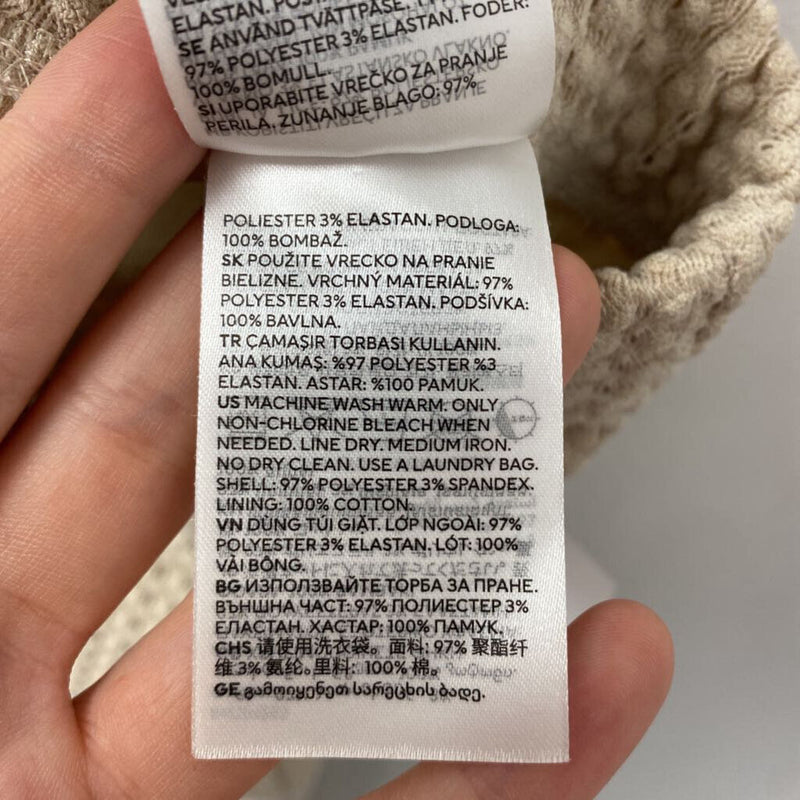 ELASTAN. POS
SE ANVÄND TVÄTTPÅSE. TY
ELASTAN. FODER:
97% POLYESTER 3%
100% BOMULL.
SI UPORABITE VREČKO ZA PRANJE
PERILA. ZUNANJE BLAGO: 97%
POLIESTER 3% ELASTAN. PODLOGA:
100% BOMBAŽ.
SK POUŽITE VRECKO NA PRANIE
BIELIZNE. VRCHNÝ MATERIÁL: 97%
POLYESTER 3% ELASTAN. PODŠÍVKA:
100% BAVLNA.
TR ÇAMAŞIR TORBASI KULLANIN.
ANA KUMAŞ: %97 POLYESTER %3
ELASTAN. ASTAR: %100 PAMUK.
US MACHINE WASH WARM. ONLY
NON-CHLORINE BLEACH WHEN
NEEDED. LINE DRY. MEDIUM IRON.
NO DRY CLEAN. USE A LAUNDRY BAG.
SHELL: 97% POLYESTER 3% SPANDEX.
LINING: 100% COTTON.
VN DÙNG TÚI GIẶT. LỚP NGOÀI: 97%
POLYESTER 3% ELASTAN. LÓT: 100%
VẢI BÔNG.
BG ИЗПОЛЗВАЙТЕ ТОРБА ЗА ПРАНЕ.
ВЪНШНА ЧАСТ: 97% ПОЛИЕСТЕР 3%
ЕЛАСТАН. ХАСТАР: 100% ПАМУК.
CHS 请使用洗衣袋。面料: 97% 聚酯纤
维 3% 氨纶。里料: 100% 棉。
GE გამოიყენეთ სარეცხის ბადე.